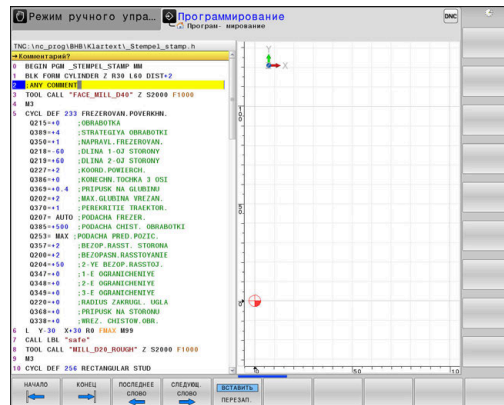 Режим ручного упра…
Программирование
Програм- мирование
DNC
TNC:\nc_prog\BHB\Klartext\_Stempel_stamp.h
→Комментарий?
0 BEGIN PGM _STEMPEL_STAMP MM
1 BLK FORM CYLINDER Z R30 L60 DIST+2
2 ;ANY COMMENT
3 TOOL CALL "FACE_MILL_D40" Z S2000 F1000
4 M3
5 CYCL DEF 233 FREZEROVAN.POVERKHN.
Q215=+0 ;OBRABOTKA
Q389=+4 ;STRATEGIYA OBRABOTKI
Q350=+1 ;NAPRAVL.FREZEROVAN.
Q218=-60 ;DLINA 1-OJ STORONY
Q219=+60 ;DLINA 2-OJ STORONY
Q227=+2 ;KOORD.POWIERCH.
Q386=+0 ;KONECHN.TOCHKA 3 OSI
Q369=+0.4 ;PRIPUSK NA GLUBINU
Q202=+2 ;MAX.GLUBINA VREZAN.
Q370=+1 ;PEREKRITIE TRAEKTOR.
Q207= AUTO ;PODACHA FREZER.
Q385=+500 ;PODACHA CHIST. OBRABOTKI
Q253= MAX ;PODACHA PRED.POZIC.
Q357=+2 ;BEZOP.RASST. STORONA
Q200=+2 ;BEZOPASN.RASSTOYANIE
Q204=+50 ;2-YE BEZOP.RASSTOJ.
Q347=+0 ;1-E OGRANICHENIYE
Q348=+0 ;2-E OGRANICHENIYE
Q349=+0 ;3-E OGRANICHENIYE
Q220=+0 ;RADIUS ZAKRUGL. UGLA
Q368=+0 ;PRIPUSK NA STORONU
Q338=+0 ;WREZ. CHISTOW.OBR.
6 L Y-30 X+30 R0 FMAX M99
7 CALL LBL "safe"
8 TOOL CALL "MILL_D20_ROUGH" Z S2000 F1000
9 M3
10 CYCL DEF 256 RECTANGULAR STUD
Y
X
100
50
0
0
50
100
НАЧАЛО
КОНЕЦ
ПОСЛЕДНЕЕ СЛОВО
СЛЕДУЮЩ. СЛОВО
ВСТАВИТЬ
ПЕРЕЗАП.